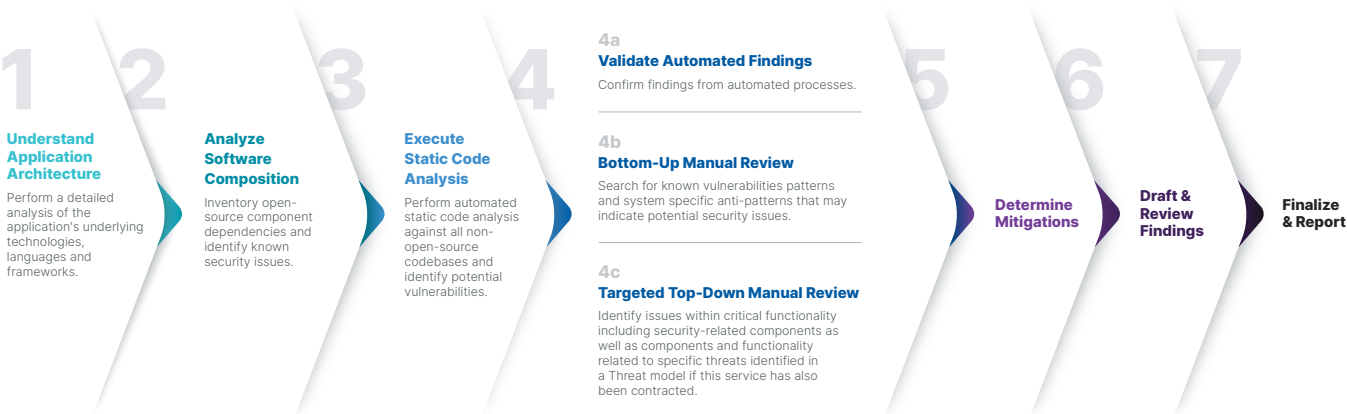 1
Understand
Application
Architecture
Perform a detailed
analysis of the
application's underlying
technologies,
languages and
frameworks.
2
Analyze
Software
Composition
Inventory open-
source component
dependencies and
identify known
security issues.
3
Execute
Static Code
Analysis
Perform automated
static code analysis
against all non-
open-source
codebases and
identify potential
vulnerabilities.
4
4a
Validate Automated Findings
Confirm findings from automated processes.
4b
Bottom-Up Manual Review
Search for known vulnerabilities patterns
and system specific anti-patterns that may
indicate potential security issues.
4c
Targeted Top-Down Manual Review
Identify issues within critical functionality
including security-related components as
well as components and functionality
related to specific threats identified in
a Threat model if this service has also
been contracted.
5
Determine
Mitigations
6
Draft &
Review
Findings
7
Finalize
& Report